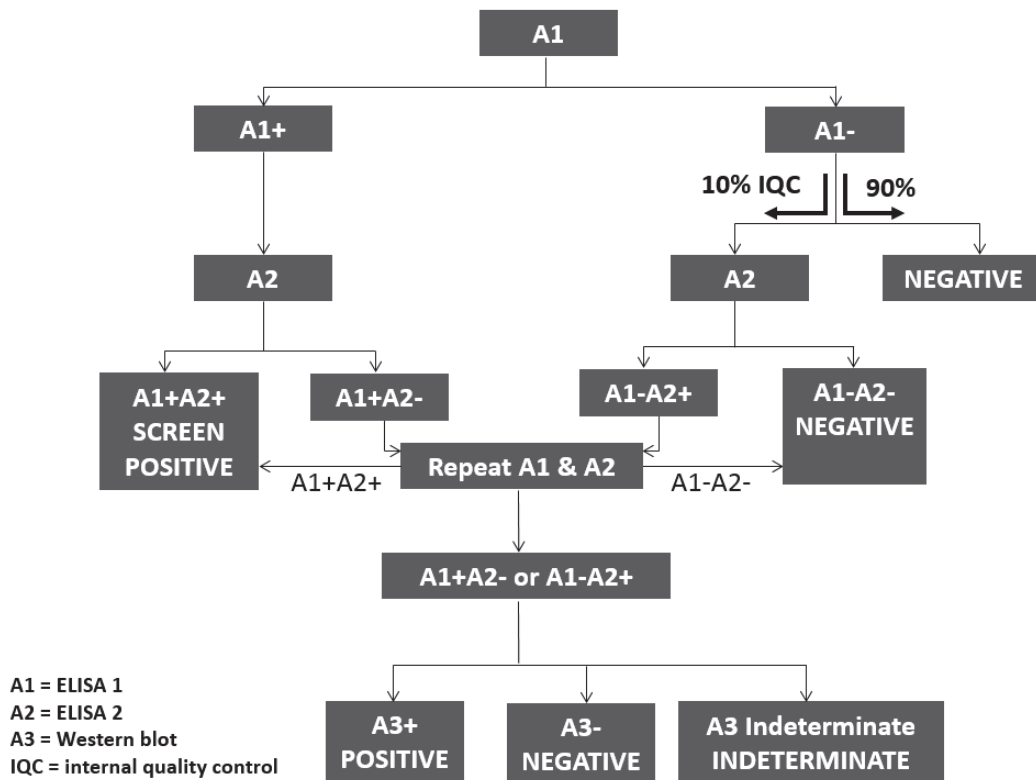 A1
A1+
A1-
10% IQC
90%
A2
A2
NEGATIVE
A1+A2+
SCREEN
POSITIVE
A1+A2-
A1-A2+
A1-A2-
NEGATIVE
Repeat A1 & A2
A1+A2+
A1-A2-
A1+A2- or A1-A2+
A3+
POSITIVE
A3-
NEGATIVE
A3 Indeterminate
INDETERMINATE
A1 = ELISA 1
A2 = ELISA 2
A3 = Western blot
IQC = internal quality control